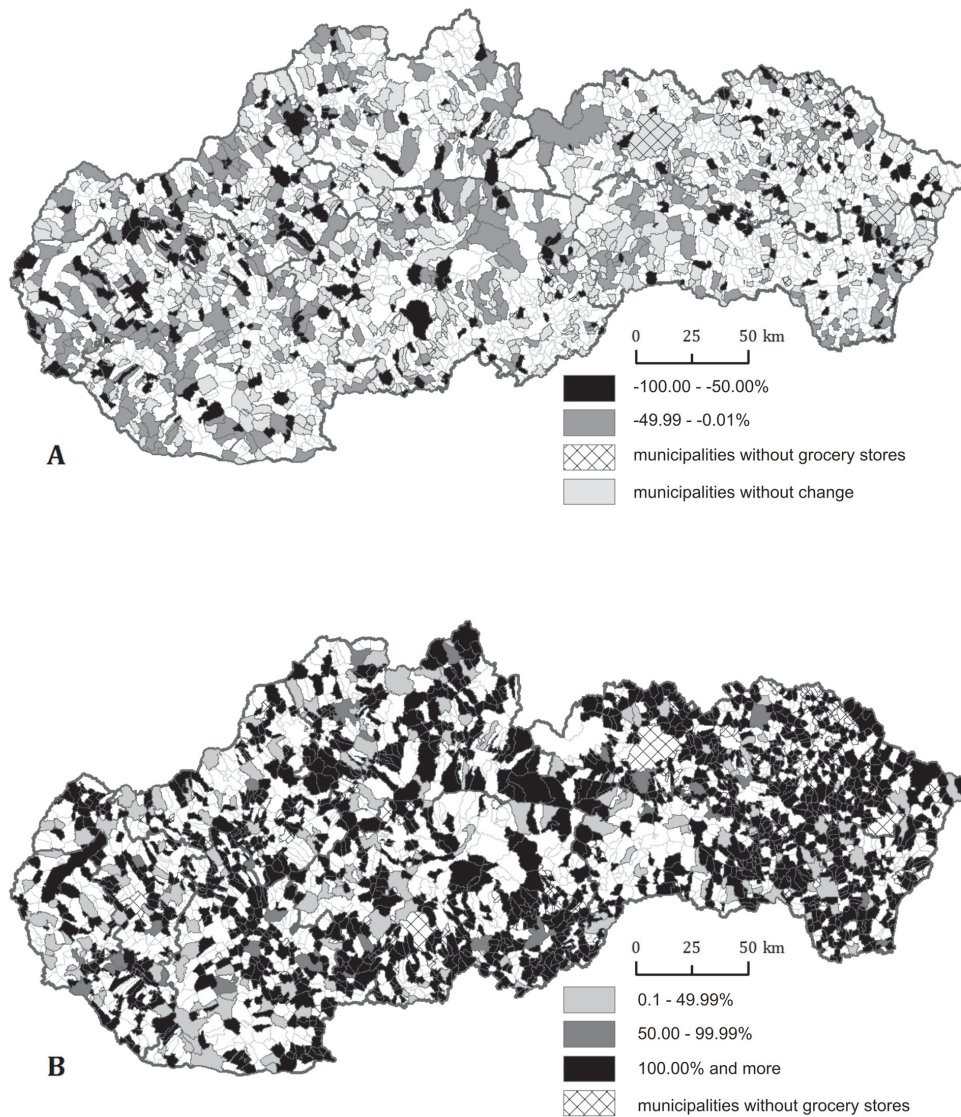 0 25 50 km
-100.00 - -50.00%
-49.99 - -0.01%
municipalities without grocery stores
municipalities without change
A
0 25 50 km
0.1 - 49.99%
50.00 - 99.99%
100.00% and more
municipalities without grocery stores
B